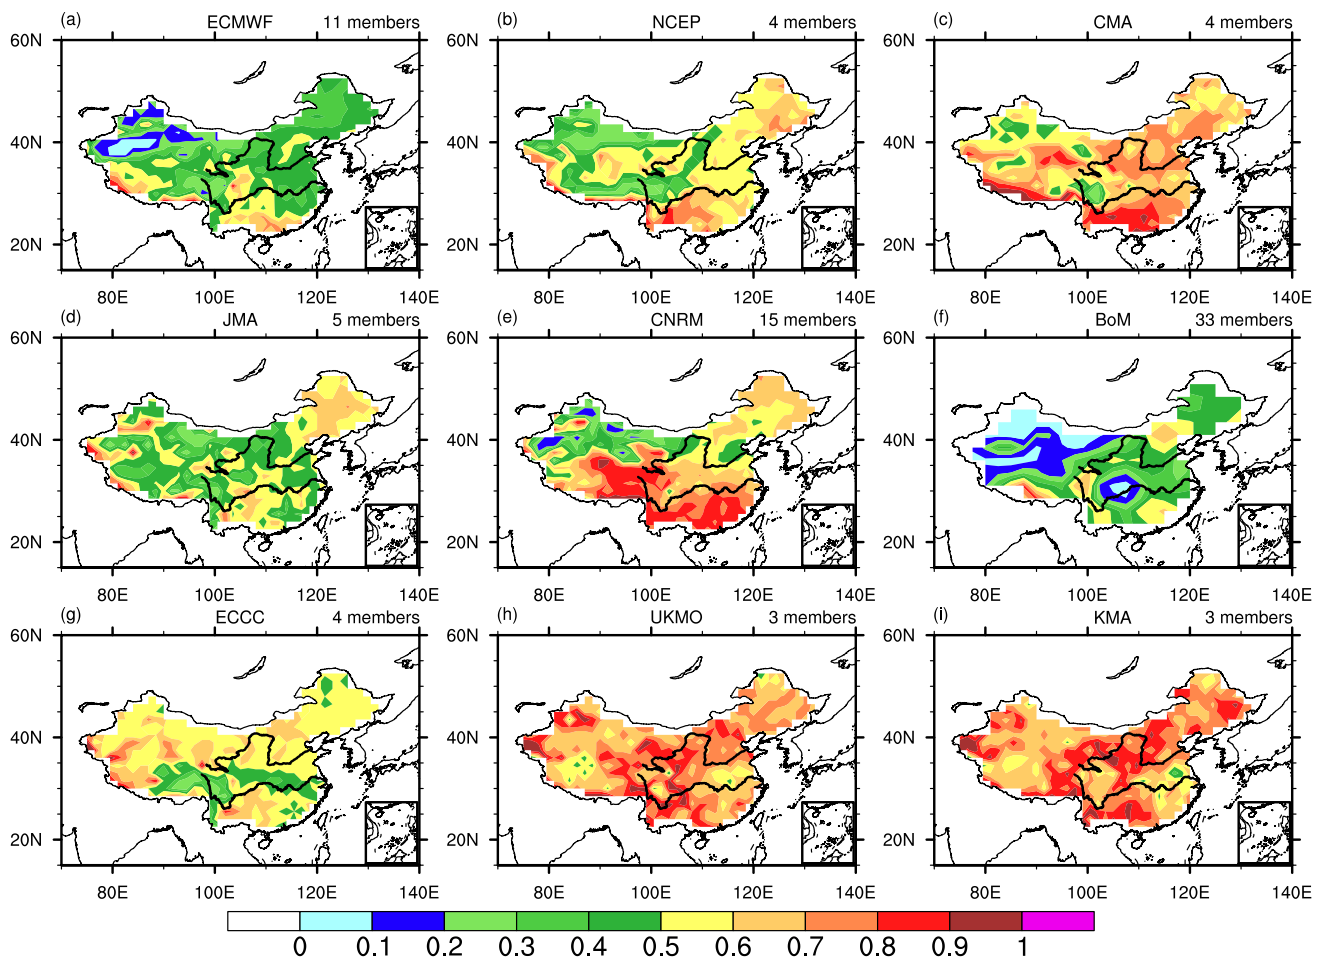 (a) ECMWF 11 members
(b) NCEP 4 members
(c) CMA 4 members
60N
40N
20N
80E 100E 120E 140E
60N
40N
20N
80E 100E 120E 140E
60N
40N
20N
80E 100E 120E 140E
(d) JMA 5 members
(e) CNRM 15 members
(f) BoM 33 members
60N
40N
20N
80E 100E 120E 140E
60N
40N
20N
80E 100E 120E 140E
60N
40N
20N
80E 100E 120E 140E
(g) ECCC 4 members
(h) UKMO 3 members
(i) KMA 3 members
60N
40N
20N
80E 100E 120E 140E
60N
40N
20N
80E 100E 120E 140E
60N
40N
20N
80E 100E 120E 140E
0 0.1 0.2 0.3 0.4 0.5 0.6 0.7 0.8 0.9 1